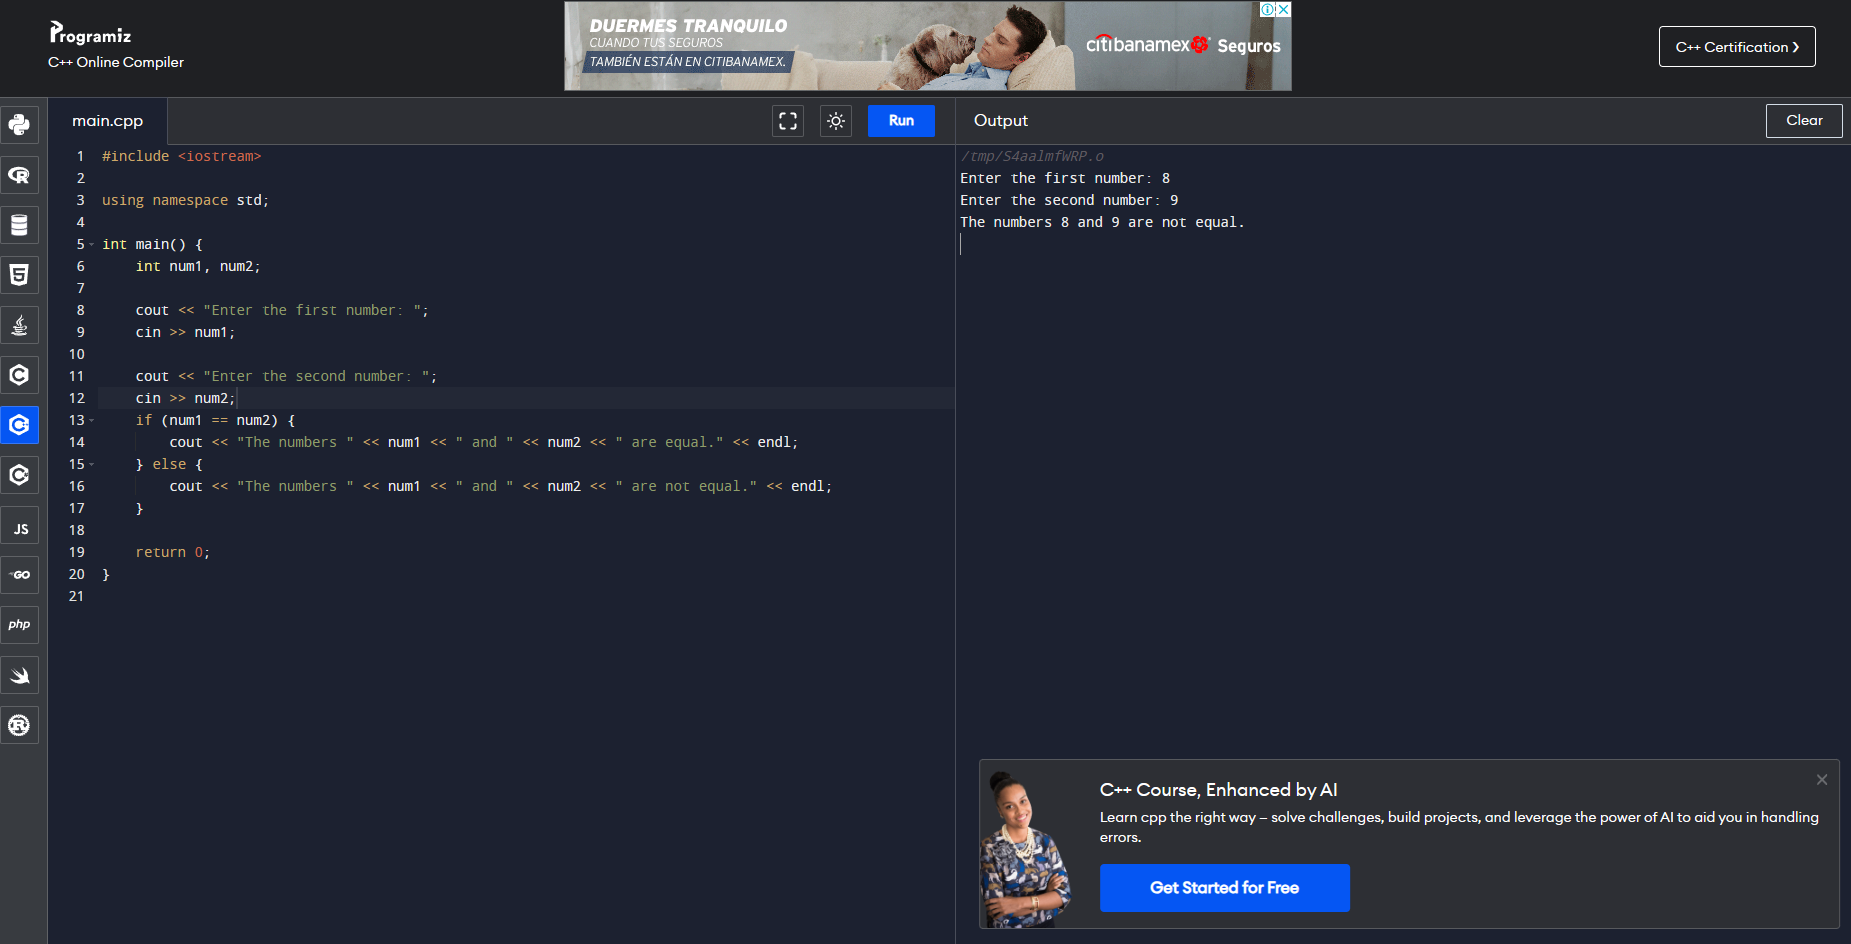 Programiz
C++ Online Compiler
DUERMES TRANQUILO
CUANDO TUS SEGUROS
TAMBIÉN ESTÁN EN CITIBANAMEX.
citibanamex Seguros
C++ Certification ❯
main.cpp
Run
Output
Clear
1 #include <iostream>
2
3 using namespace std;
4
5 int main() {
6     int num1, num2;
7
8     cout << "Enter the first number: ";
9     cin >> num1;
10
11     cout << "Enter the second number: ";
12     cin >> num2;
13     if (num1 == num2) {
14         cout << "The numbers " << num1 << " and " << num2 << " are equal." << endl;
15     } else {
16         cout << "The numbers " << num1 << " and " << num2 << " are not equal." << endl;
17     }
18
19     return 0;
20 }
21
/tmp/S4aalmfWRP.o
Enter the first number: 8
Enter the second number: 9
The numbers 8 and 9 are not equal.
R
5
C
C
C
JS
GO
php
R
C++ Course, Enhanced by AI
Learn cpp the right way – solve challenges, build projects, and leverage the power of AI to aid you in handling
errors.
Get Started for Free